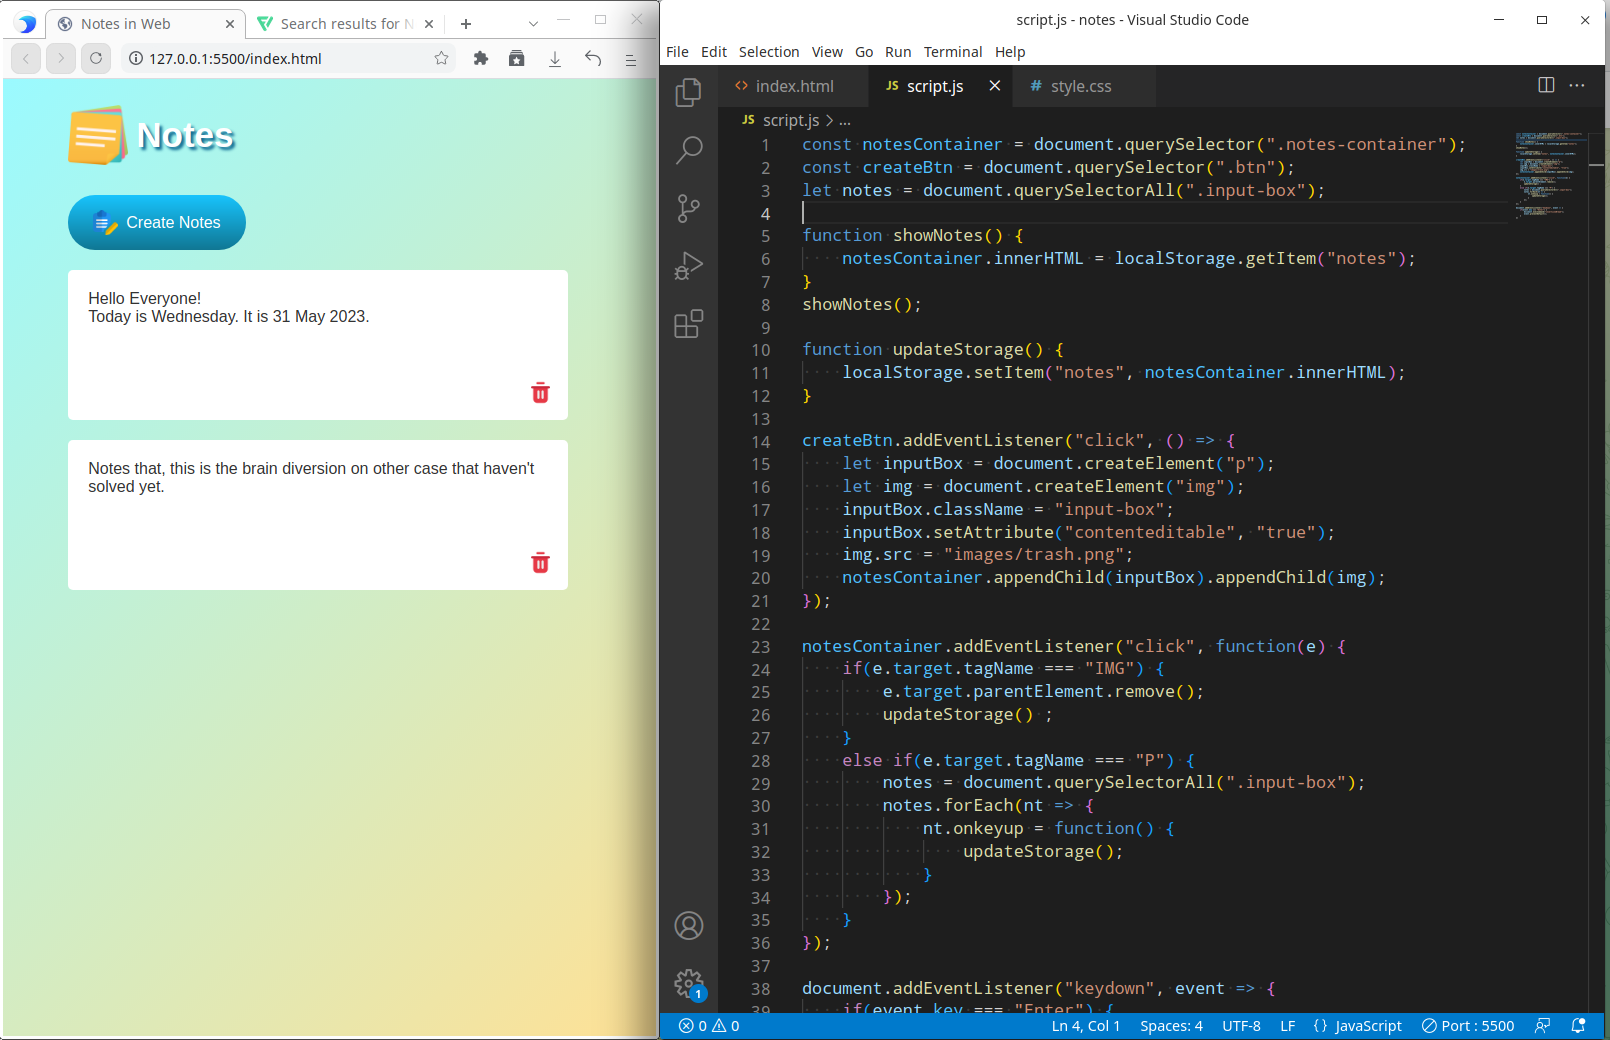 Notes in Web
Search results for N
127.0.0.1:5500/index.html
Notes
Create Notes
Hello Everyone!
Today is Wednesday. It is 31 May 2023.
Notes that, this is the brain diversion on other case that haven't
solved yet.
script.js - notes - Visual Studio Code
File Edit Selection View Go Run Terminal Help
<> index.html
JS script.js
# style.css
JS script.js > ...
1 const notesContainer = document.querySelector(".notes-container");
2 const createBtn = document.querySelector(".btn");
3 let notes = document.querySelectorAll(".input-box");
4
5 function showNotes() {
6     notesContainer.innerHTML = localStorage.getItem("notes");
7 }
8 showNotes();
9
10 function updateStorage() {
11     localStorage.setItem("notes", notesContainer.innerHTML);
12 }
13
14 createBtn.addEventListener("click", () => {
15     let inputBox = document.createElement("p");
16     let img = document.createElement("img");
17     inputBox.className = "input-box";
18     inputBox.setAttribute("contenteditable", "true");
19     img.src = "images/trash.png";
20     notesContainer.appendChild(inputBox).appendChild(img);
21 });
22
23 notesContainer.addEventListener("click", function(e) {
24     if(e.target.tagName === "IMG") {
25         e.target.parentElement.remove();
26         updateStorage() ;
27     }
28     else if(e.target.tagName === "P") {
29         notes = document.querySelectorAll(".input-box");
30         notes.forEach(nt => {
31             nt.onkeyup = function() {
32                 updateStorage();
33             }
34         });
35     }
36 });
37
38 document.addEventListener("keydown", event => {
39     if(event.key === "Enter") {
1
0 0
Ln 4, Col 1 Spaces: 4 UTF-8 LF {} JavaScript Port : 5500